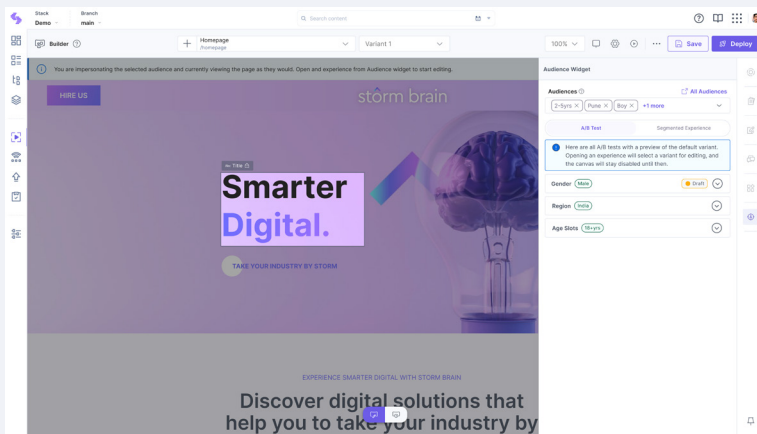 Stack
Demo
Branch
main
Search content
Builder
Homepage
/homepage
Variant 1
100%
Save
Deploy
You are impersonating the selected audience and currently viewing the page as they would. Open and experience from Audience widget to start editing.
HIRE US
storm brain
Title
Smarter
Digital.
TAKE YOUR INDUSTRY BY STORM
EXPERIENCE SMARTER DIGITAL WITH STORM BRAIN
Discover digital solutions that
help you to take your industry by
Audience Widget
Audiences
All Audiences
2-5yrs
Pune
Boy
+1 more
A/B Test
Segmented Experience
Here are all A/B tests with a preview of the default variant.
Opening an experience will select a variant for editing, and
the canvas will stay disabled until then.
Gender
Male
Draft
Region
India
Age Slots
18+yrs